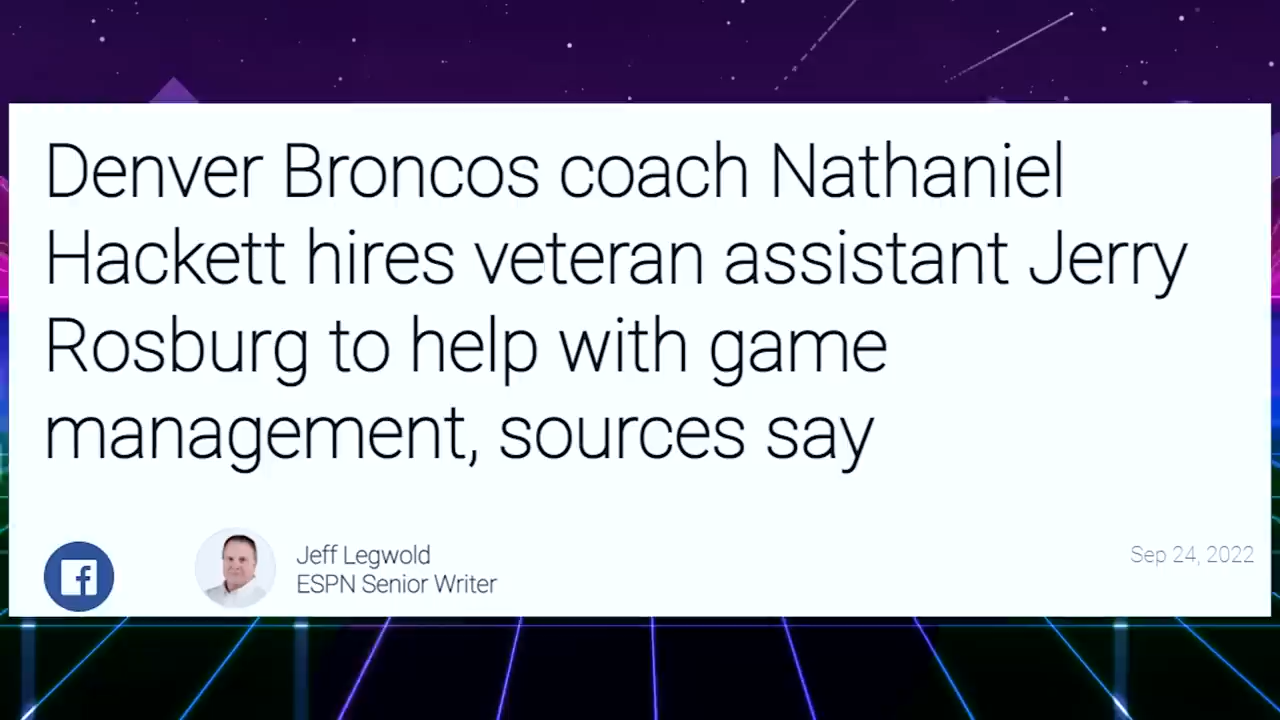 Denver Broncos coach Nathaniel
Hackett hires veteran assistant Jerry
Rosburg to help with game
management, sources say
Jeff Legwold
Sep 24, 2022
ESPN Senior Writer